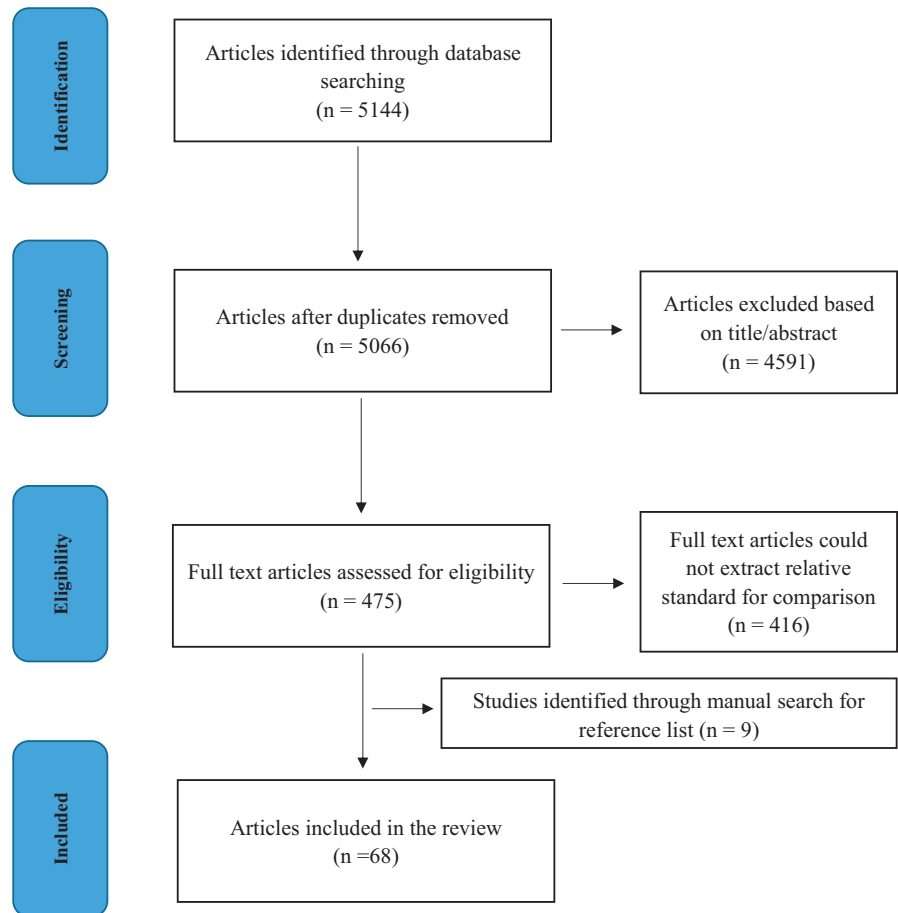 Identification
Articles identified through database
searching
(n = 5144)
Screening
Articles after duplicates removed
(n = 5066)
Articles excluded based
on title/abstract
(n = 4591)
Eligibility
Full text articles assessed for eligibility
(n = 475)
Full text articles could
not extract relative
standard for comparison
(n = 416)
Studies identified through manual search for
reference list (n = 9)
Included
Articles included in the review
(n =68)